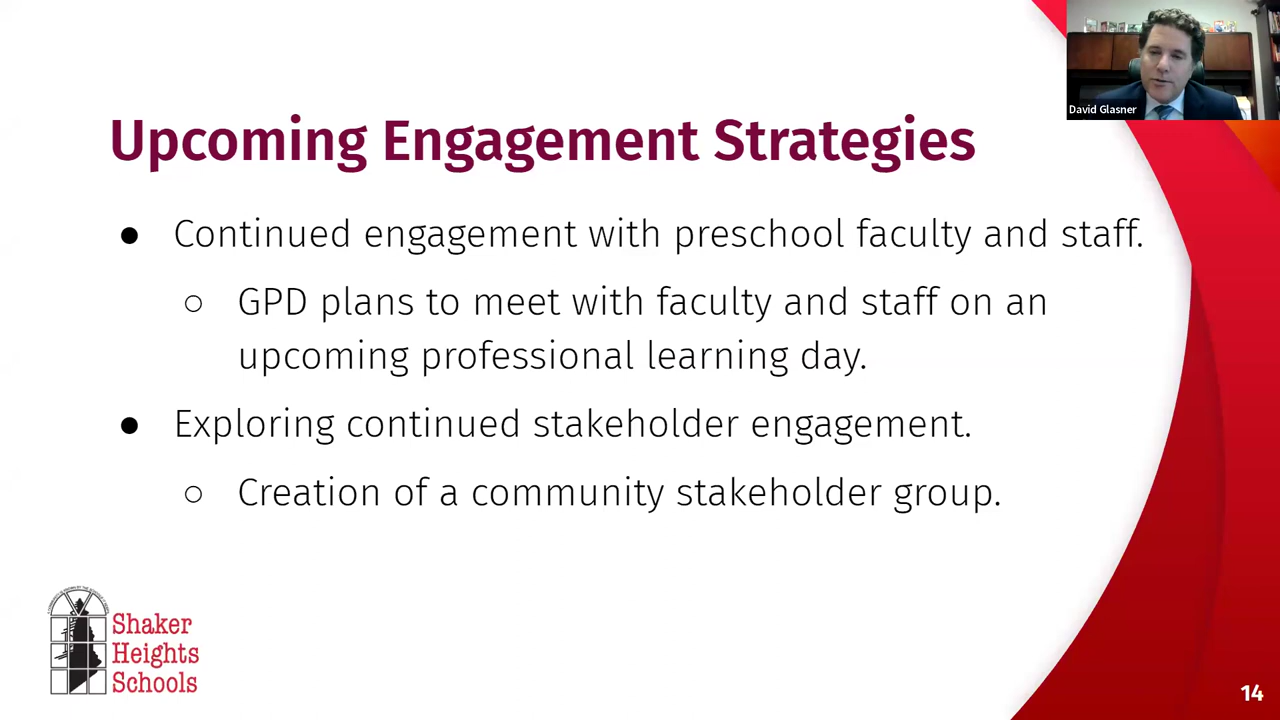 David Glasner
Upcoming Engagement Strategies
● Continued engagement with preschool faculty and staff.
○ GPD plans to meet with faculty and staff on an
upcoming professional learning day.
● Exploring continued stakeholder engagement.
○ Creation of a community stakeholder group.
Shaker
Heights
Schools
14